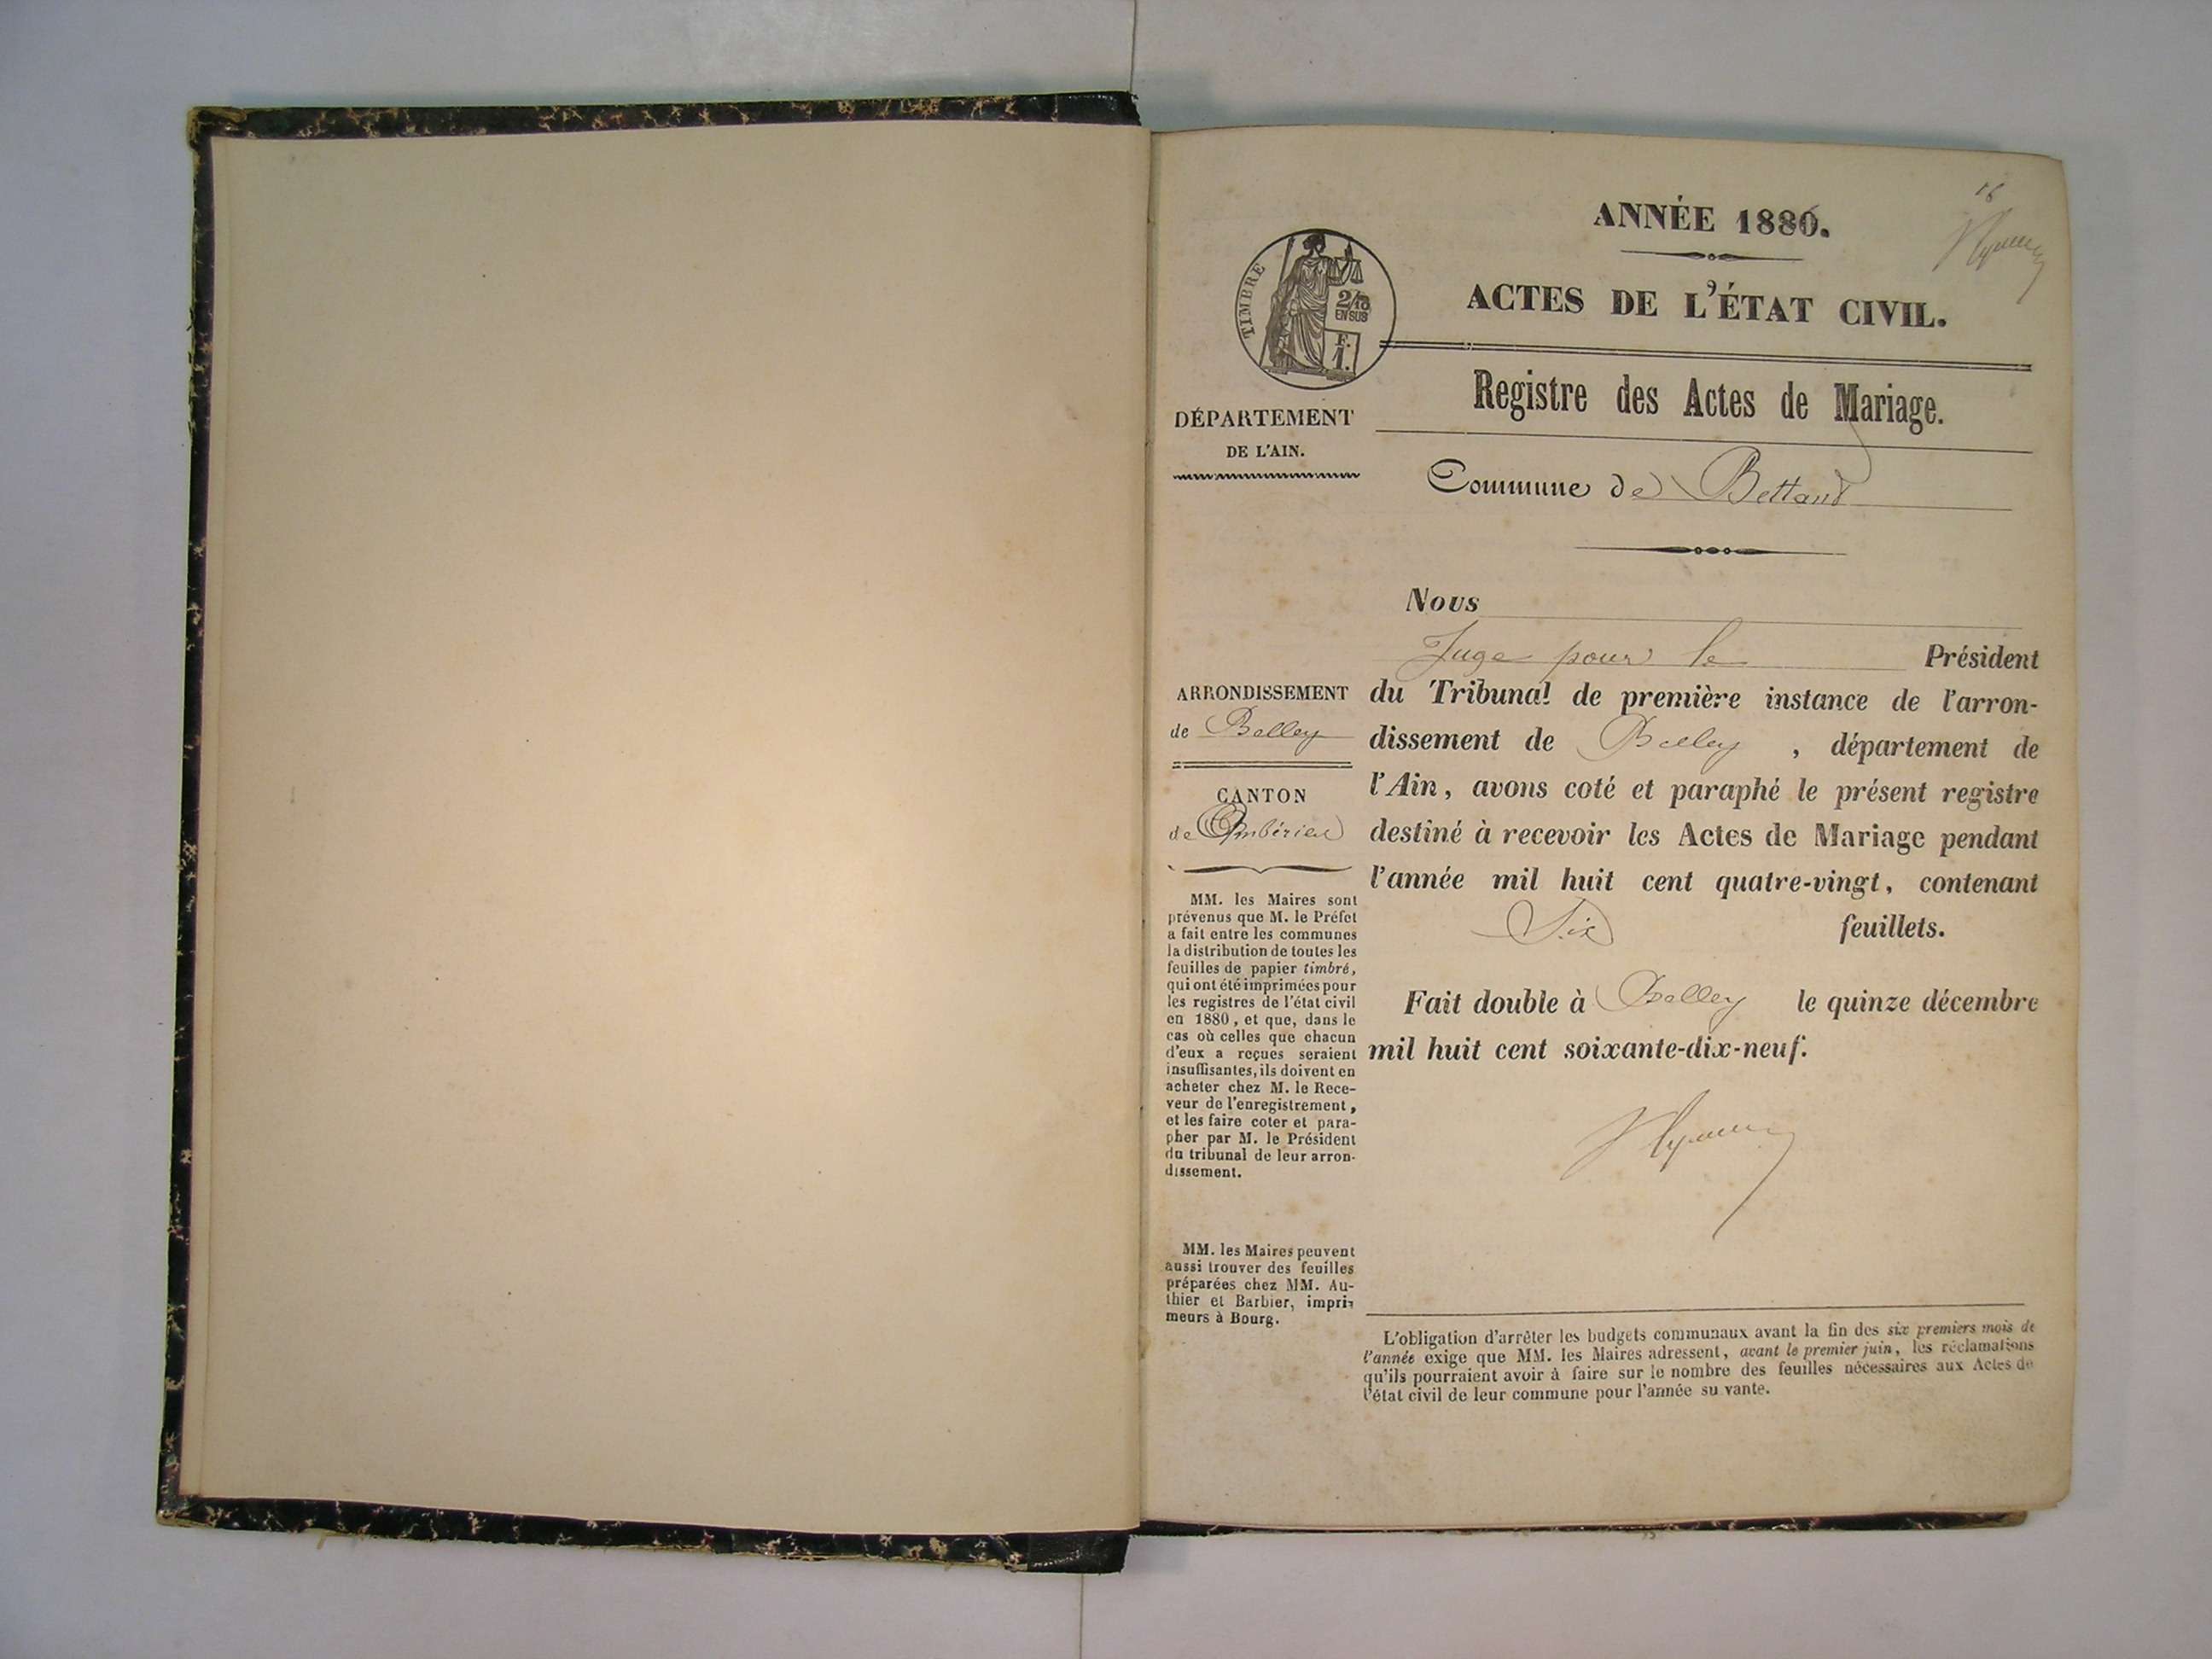 ANNÉE 1880.
ACTES DE L'ÉTAT CIVIL.
TIMBRE
2/10
EN SUS
F.
1.
Registre des Actes de Mariage.
DÉPARTEMENT
DE L'AIN.
Commune de Bettant
Nous
Juge pour le Président
du Tribunal de première instance de l'arron-
dissement de Belley , département de
l'Ain, avons coté et paraphé le présent registre
destiné à recevoir les Actes de Mariage pendant
l'année mil huit cent quatre-vingt, contenant
Six feuillets.
Fait double à Belley le quinze décembre
mil huit cent soixante-dix-neuf.
ARRONDISSEMENT
de Belley
CANTON
de Ambérieu
MM. les Maires sont
prévenus que M. le Préfet
a fait entre les communes
la distribution de toutes les
feuilles de papier timbré,
qui ont été imprimées pour
les registres de l'état civil
en 1880, et que, dans le
cas où celles que chacun
d'eux a reçues seraient
insuffisantes, ils doivent en
acheter chez M. le Rece-
veur de l'enregistrement,
et les faire coter et para-
pher par M. le Président
du tribunal de leur arron-
dissement.
MM. les Maires peuvent
aussi trouver des feuilles
préparées chez MM. Au-
thier et Barbier, impri-
meurs à Bourg.
L'obligation d'arrêter les budgets communaux avant la fin des six premiers mois de
l'année exige que MM. les Maires adressent, avant le premier juin, les réclamations
qu'ils pourraient avoir à faire sur le nombre des feuilles nécessaires aux Actes de
l'état civil de leur commune pour l'année su vante.